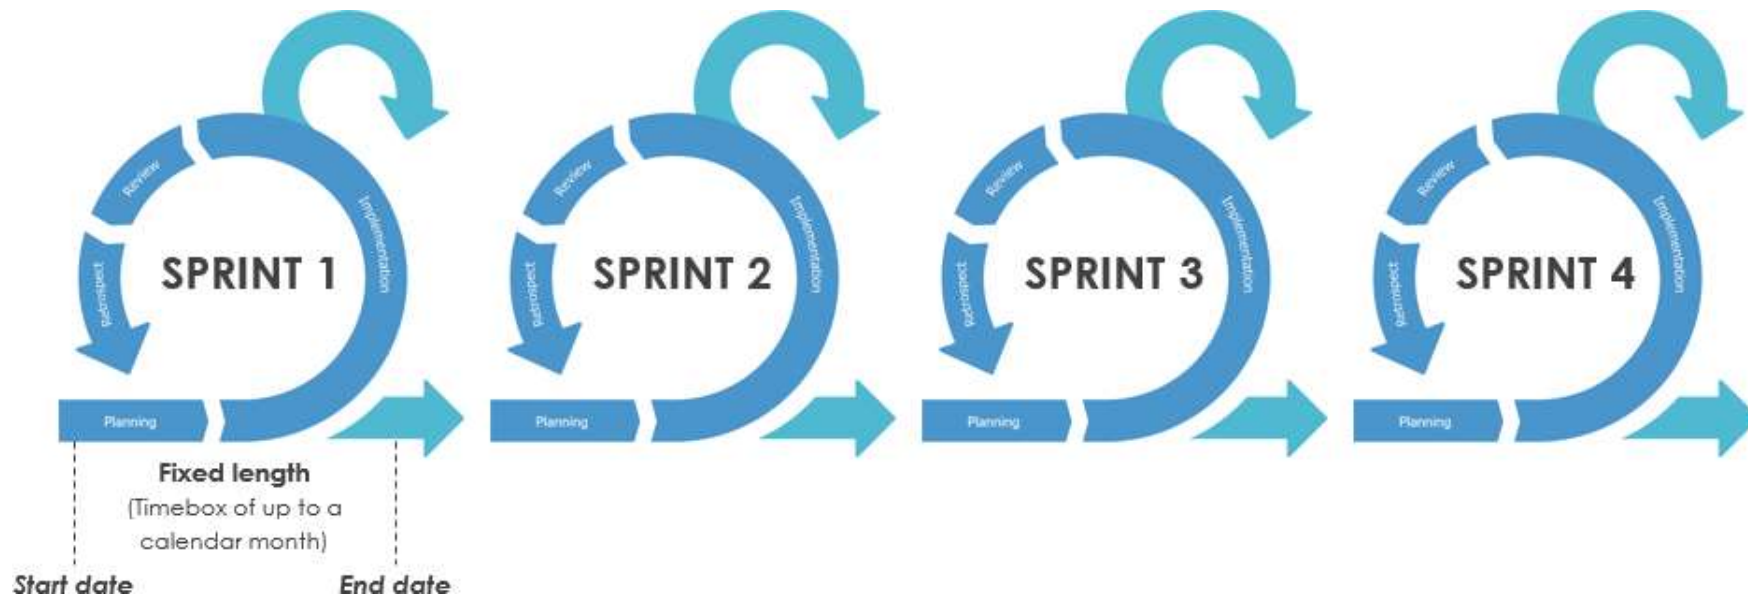 Review
Implementation
SPRINT 1
Retrospect
Planning
Review
Implementation
SPRINT 2
Retrospect
Planning
Review
Implementation
SPRINT 3
Retrospect
Planning
Review
Implementation
SPRINT 4
Retrospect
Planning
Fixed length
(Timebox of up to a
calendar month)
Start date
End date